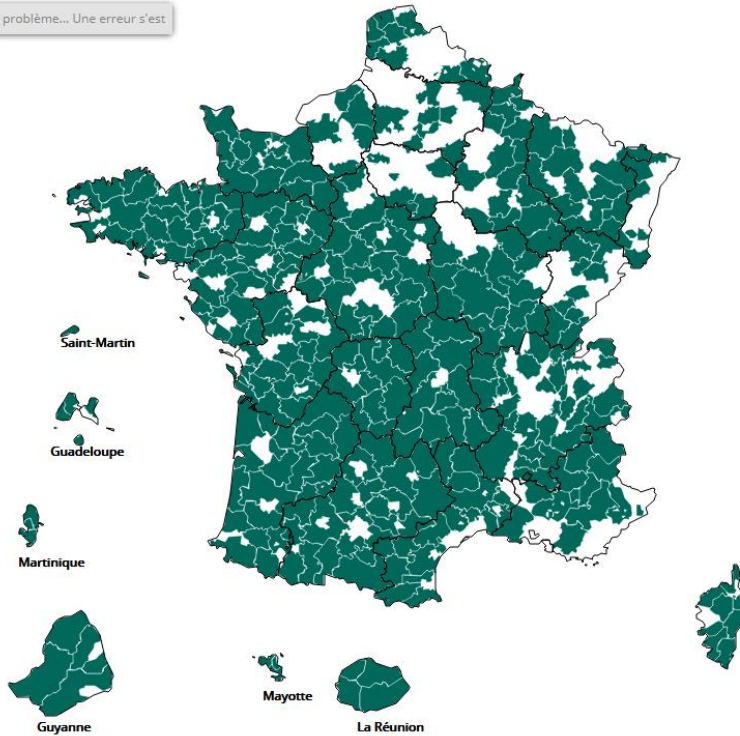 problème... Une erreur s'est
Saint-Martin
Guadeloupe
Martinique
Guyanne
Mayotte
La Réunion